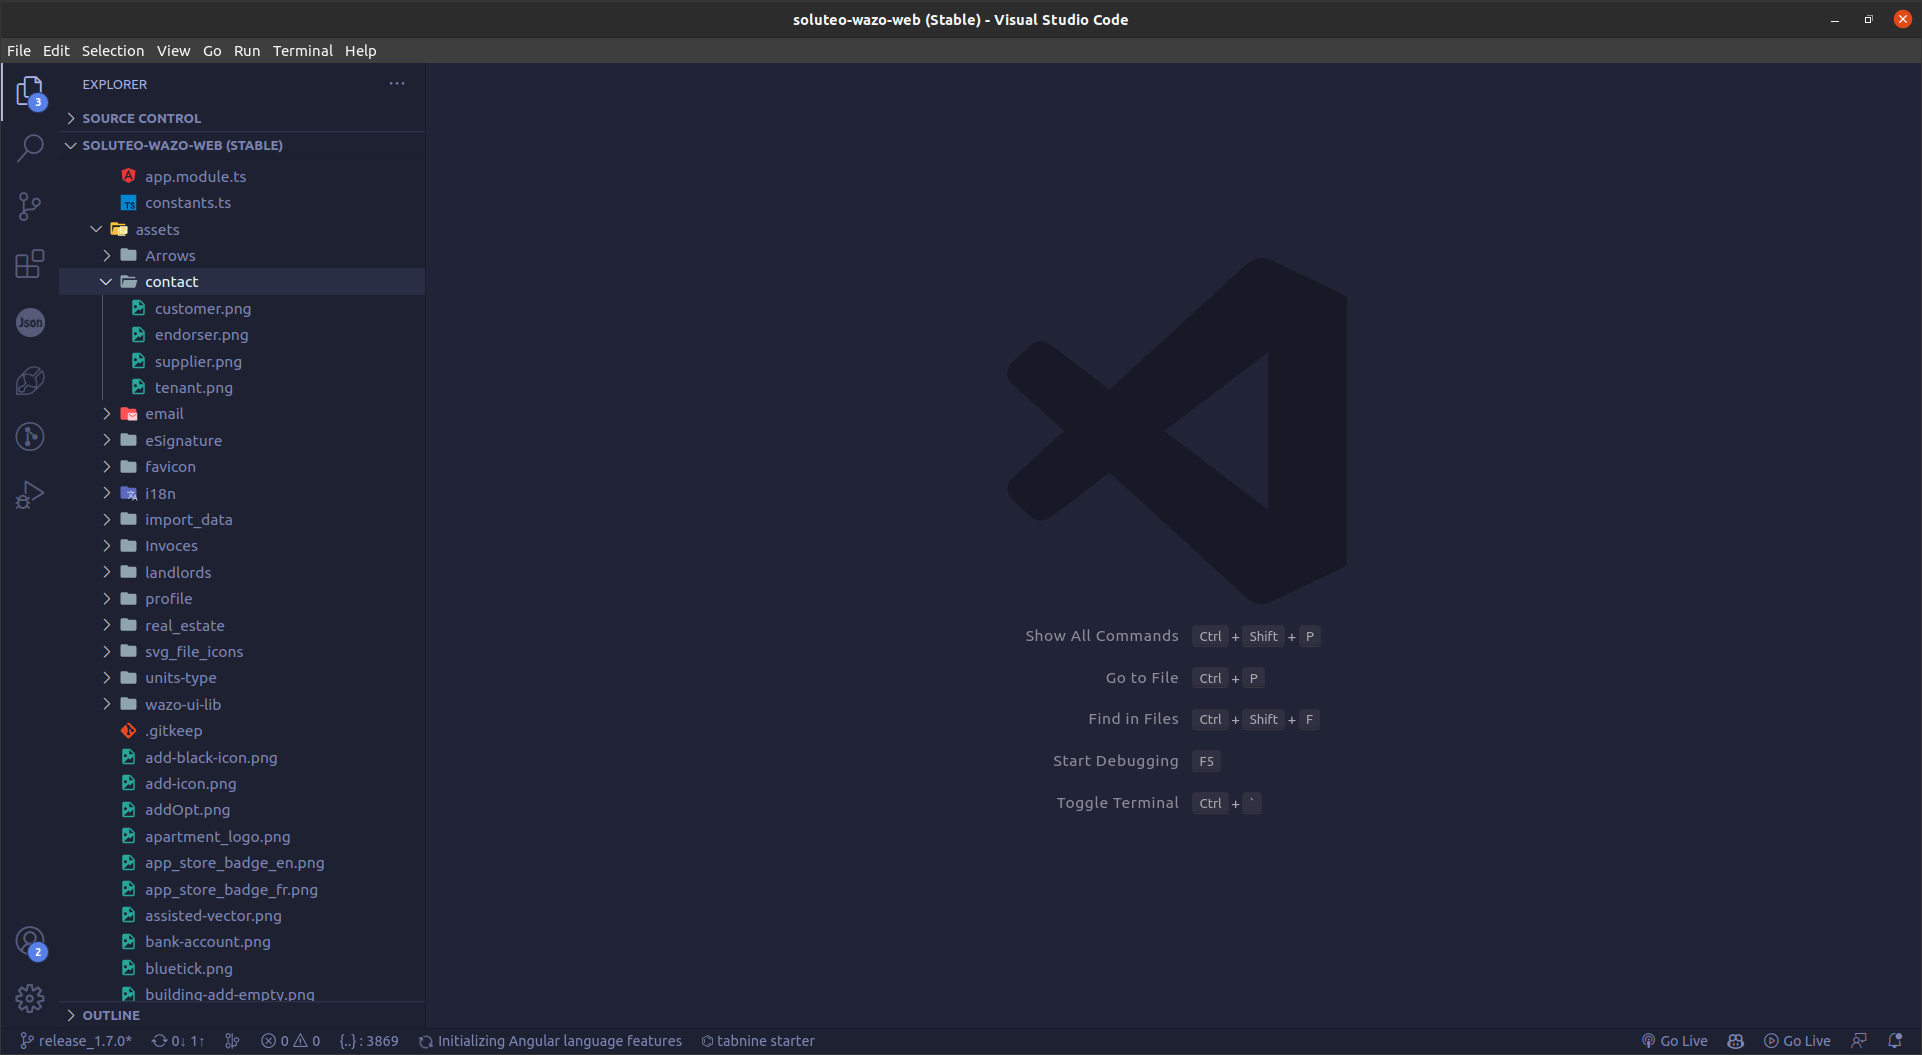 soluteo-wazo-web (Stable) - Visual Studio Code
File Edit Selection View Go Run Terminal Help
EXPLORER
3
SOURCE CONTROL
SOLUTEO-WAZO-WEB (STABLE)
app.module.ts
TS constants.ts
assets
Arrows
contact
customer.png
endorser.png
Json
supplier.png
tenant.png
email
eSignature
favicon
i18n
import_data
Invoces
landlords
profile
real_estate
svg_file_icons
units-type
wazo-ui-lib
.gitkeep
add-black-icon.png
add-icon.png
addOpt.png
apartment_logo.png
app_store_badge_en.png
app_store_badge_fr.png
assisted-vector.png
bank-account.png
2
bluetick.png
building-add-empty.png
OUTLINE
Show All Commands Ctrl + Shift + P
Go to File Ctrl + P
Find in Files Ctrl + Shift + F
Start Debugging F5
Toggle Terminal Ctrl + `
release_1.7.0* 0↓ 1↑ 0 0 {..} : 3869 Initializing Angular language features tabnine starter Go Live Go Live